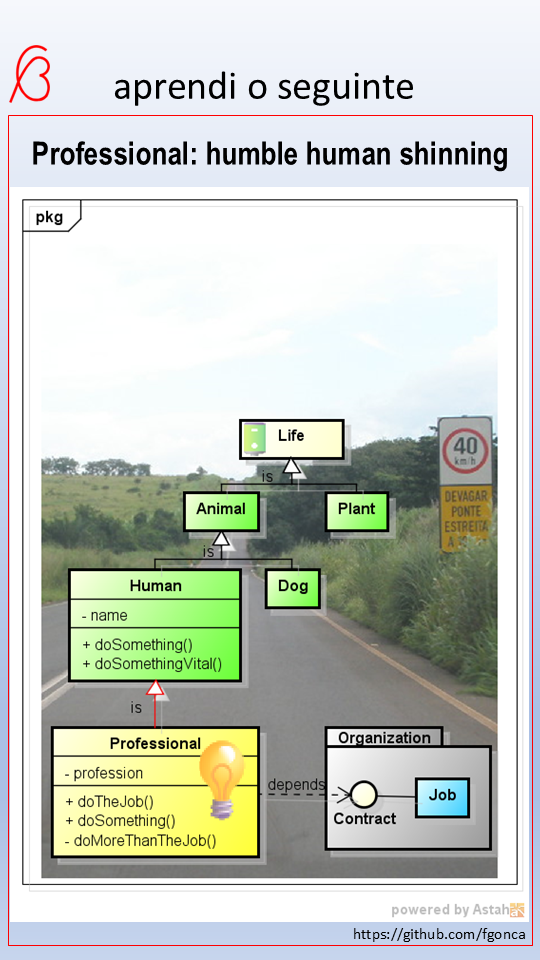 aprendi o seguinte
Professional: humble human shinning
pkg
Life
is
40
km/h
Animal
Plant
DEVAGAR
PONTE
ESTREITA
is
Human
Dog
- name
+ doSomething()
+ doSomethingVital()
is
Professional
- profession
+ doTheJob()
+ doSomething()
- doMoreThanTheJob()
depends
Organization
Job
Contract
powered by Astah
https://github.com/fgonca